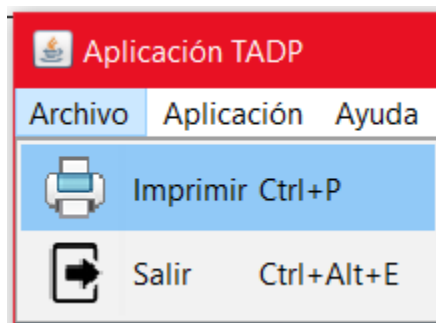 Aplicación TADP
Archivo Aplicación Ayuda
Imprimir Ctrl+P
Salir Ctrl+Alt+E